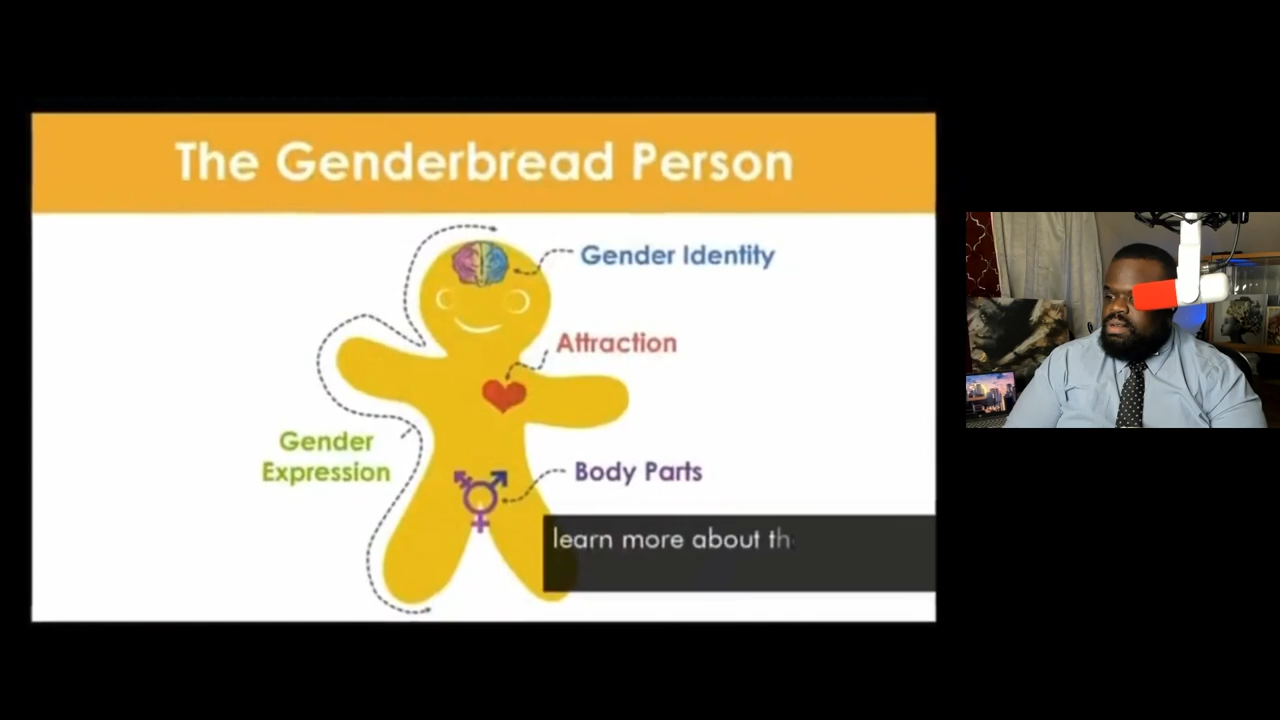 The Genderbread Person
Gender Identity
Attraction
Gender
Expression
Body Parts
learn more about th